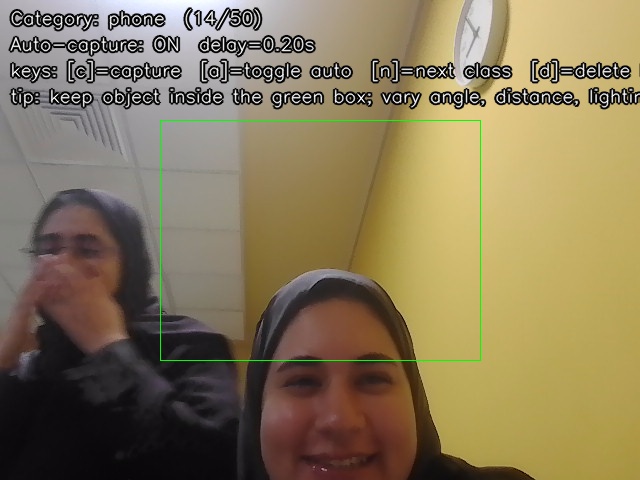 Category: phone (14/50)
Auto-capture: ON delay=0.20s
keys: [c]=capture [a]=toggle auto [n]=next class [d]=delete
tip: keep object inside the green box; vary angle, distance, lightin